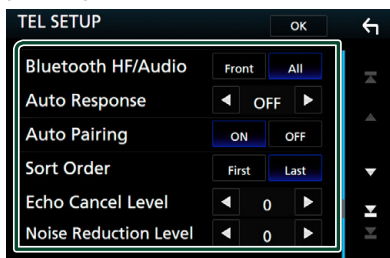 TEL SETUP OK
Bluetooth HF/Audio Front All
Auto Response OFF
Auto Pairing ON OFF
Sort Order First Last
Echo Cancel Level 0
Noise Reduction Level 0